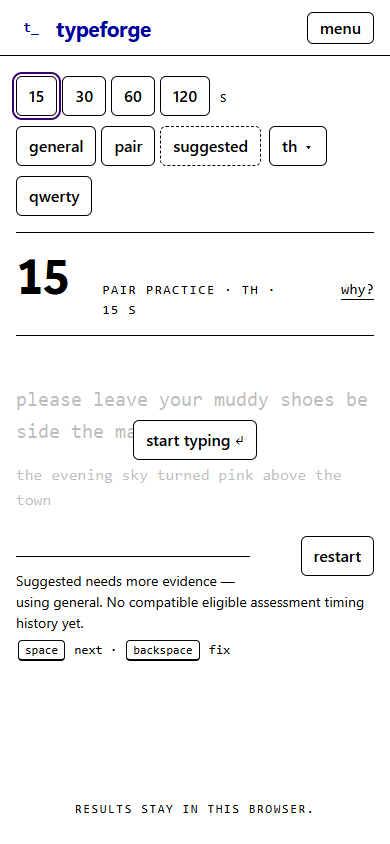 t_ typeforge menu
15 30 60 120 s
general pair suggested th
qwerty
15 PAIR PRACTICE · TH · why?
15 S
please leave your muddy shoes be
side the ma
start typing ↲
the evening sky turned pink above the
town
restart
Suggested needs more evidence —
using general. No compatible eligible assessment timing
history yet.
space next · backspace fix
RESULTS STAY IN THIS BROWSER.